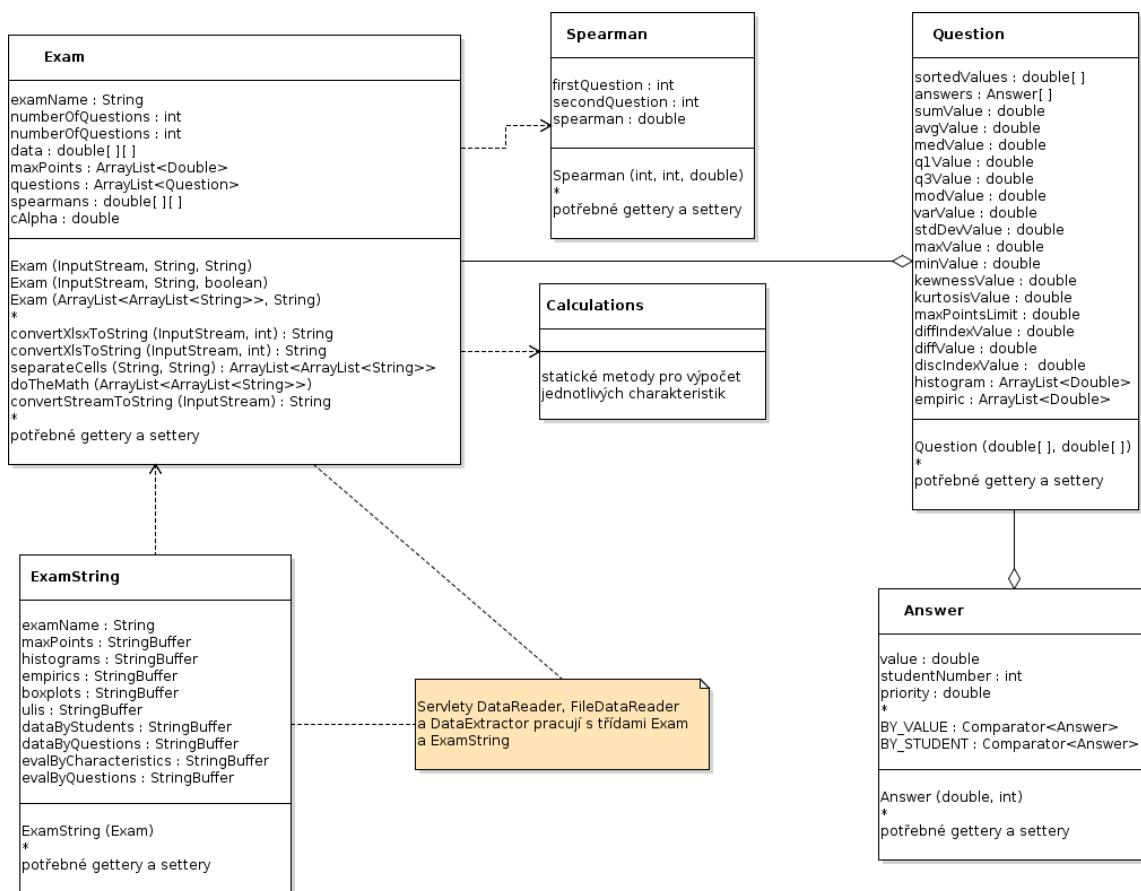 Exam
examName : String
numberOfQuestions : int
numberOfQuestions : int
data : double[ ][ ]
maxPoints : ArrayList<Double>
questions : ArrayList<Question>
spearmans : double[ ][ ]
cAlpha : double
Exam (InputStream, String, String)
Exam (InputStream, String, boolean)
Exam (ArrayList<ArrayList<String>>, String)
*
convertXlsxToString (InputStream, int) : String
convertXlsToString (InputStream, int) : String
separateCells (String, String) : ArrayList<ArrayList<String>>
doTheMath (ArrayList<ArrayList<String>>)
convertStreamToString (InputStream) : String
*
potřebné gettery a settery
Spearman
firstQuestion : int
secondQuestion : int
spearman : double
Spearman (int, int, double)
*
potřebné gettery a settery
Calculations
statické metody pro výpočet
jednotlivých charakteristik
Question
sortedValues : double[ ]
answers : Answer[ ]
sumValue : double
avgValue : double
medValue : double
q1Value : double
q3Value : double
modValue : double
varValue : double
stdDevValue : double
maxValue : double
minValue : double
kewnessValue : double
kurtosisValue : double
maxPointsLimit : double
diffIndexValue : double
diffValue : double
discIndexValue :  double
histogram : ArrayList<Double>
empiric : ArrayList<Double>
Question (double[ ], double[ ])
*
potřebné gettery a settery
ExamString
examName : String
maxPoints : StringBuffer
histograms : StringBuffer
empirics : StringBuffer
boxplots : StringBuffer
ulis : StringBuffer
dataByStudents : StringBuffer
dataByQuestions : StringBuffer
evalByCharacteristics : StringBuffer
evalByQuestions : StringBuffer
ExamString (Exam)
*
potřebné gettery a settery
Servlety DataReader, FileDataReader
a DataExtractor pracují s třídami Exam
a ExamString
Answer
value : double
studentNumber : int
priority : double
*
BY_VALUE : Comparator<Answer>
BY_STUDENT : Comparator<Answer>
Answer (double, int)
*
potřebné gettery a settery